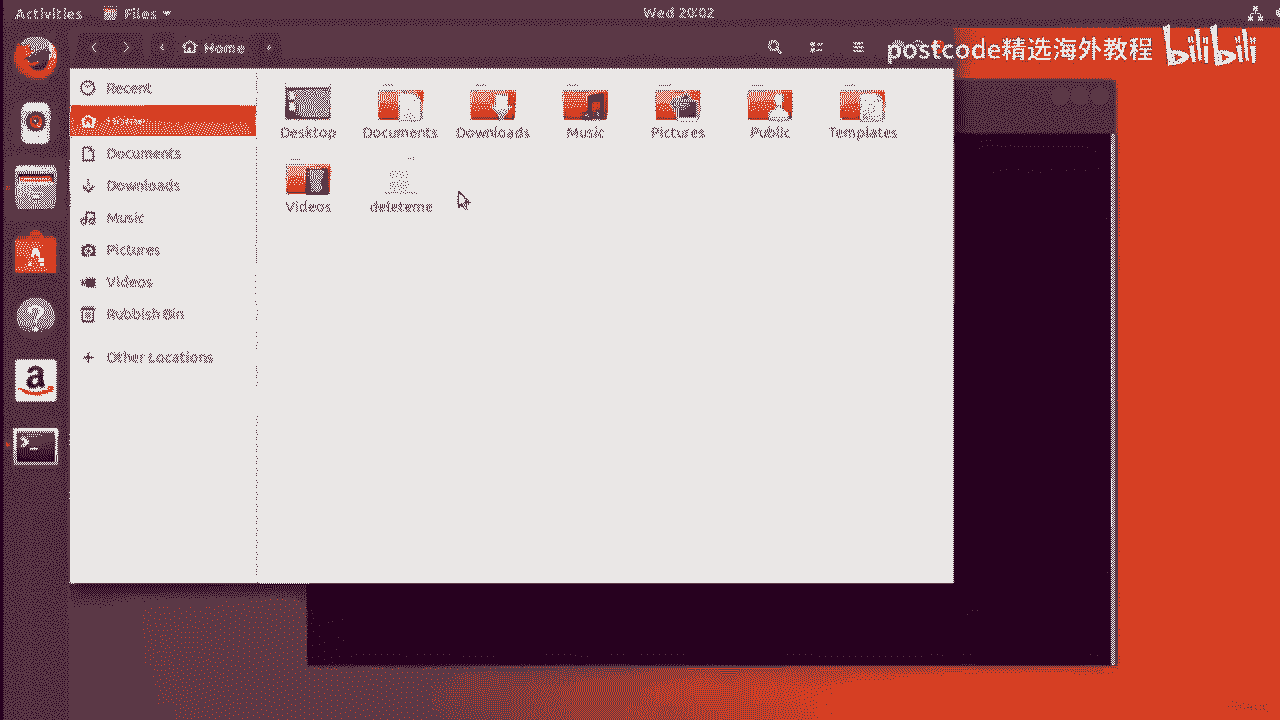 Activities Files Wed 20:02
Home
postcode精选海外教程 bilibili
Recent
Home
Documents
Downloads
Music
Pictures
Videos
Rubbish Bin
Other Locations
Desktop Documents Downloads Music Pictures Public Templates
Videos deleteme